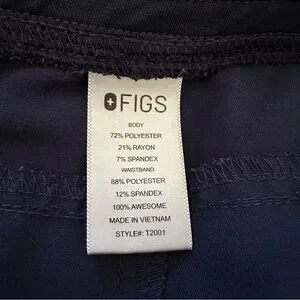 FIGS
BODY
72% POLYESTER
21% RAYON
7% SPANDEX
WAISTBAND
88% POLYESTER
12% SPANDEX
100% AWESOME
MADE IN VIETNAM
STYLE#: T2001